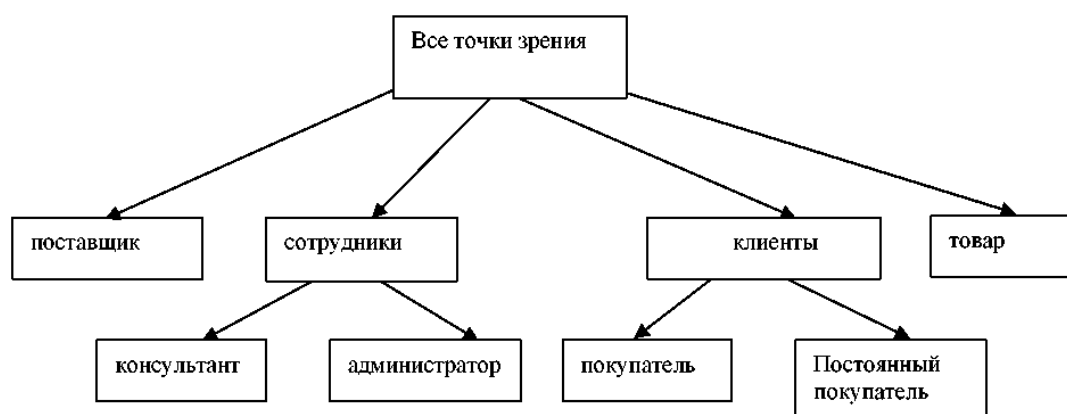 Все точки зрения
поставщик
сотрудники
клиенты
товар
консультант
администратор
покупатель
Постоянный
покупатель